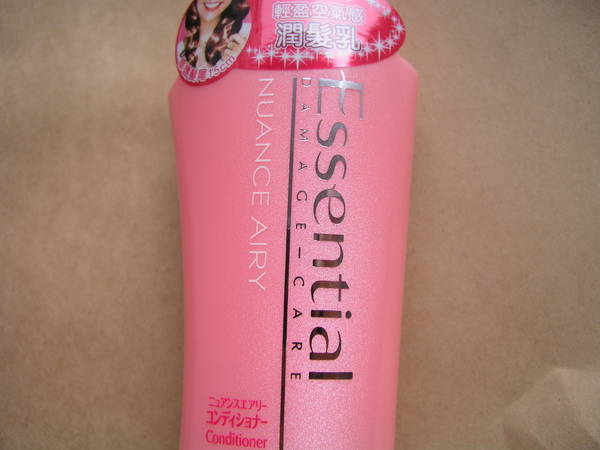 輕盈空氣感
潤髮乳
15cm
Essential
DAMAGE-CARE
NUANCE AIRY
ニュアンスエアリー
コンディショナー
Conditioner